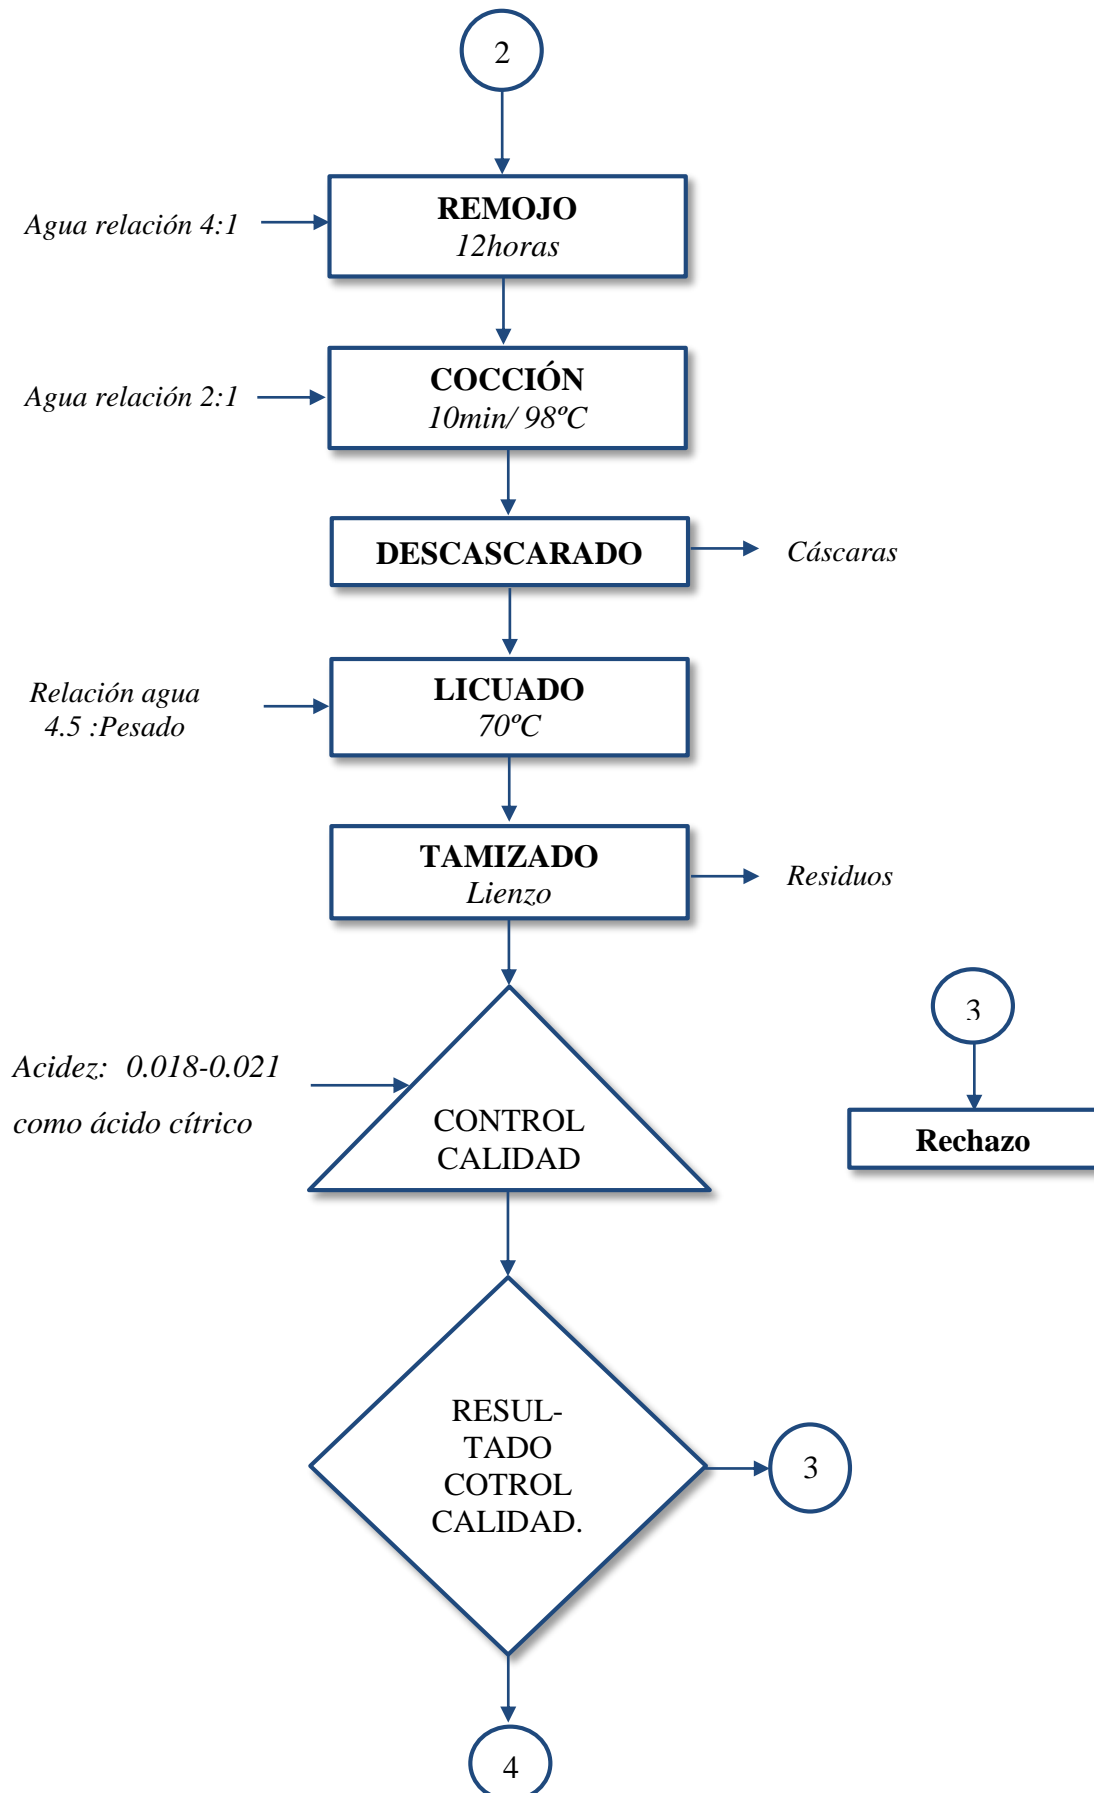 2
REMOJO
12horas
Agua relación 4:1
COCCIÓN
10min/ 98ºC
Agua relación 2:1
DESCASCARADO
Cáscaras
LICUADO
70ºC
Relación agua
4.5 :Pesado
TAMIZADO
Lienzo
Residuos
3
Acidez: 0.018-0.021
como ácido cítrico
CONTROL
CALIDAD
Rechazo
RESUL-
TADO
COTROL
CALIDAD.
3
4